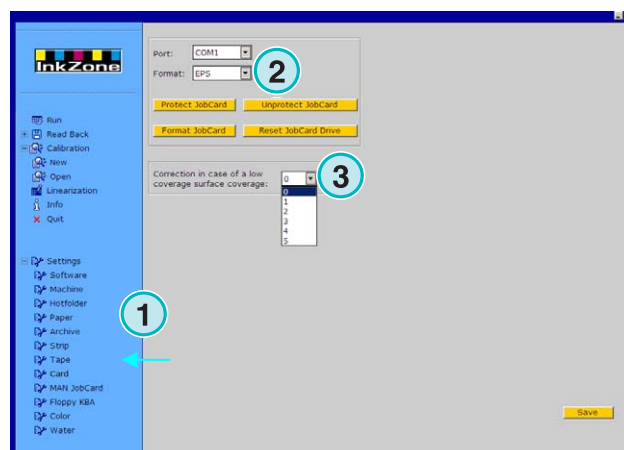 InkZone
Run
Read Back
Calibration
New
Open
Linearization
Info
Quit
Settings
Software
Machine
Hotfolder
Paper
Archive
Strip
Tape
Card
MAN JobCard
Floppy KBA
Color
Water
1
Port: COM1
Format: EPS
2
Protect JobCard Unprotect JobCard
Format JobCard Reset JobCard Drive
Correction in case of a low
coverage surface coverage: 0
3
0
1
2
3
4
5
Save